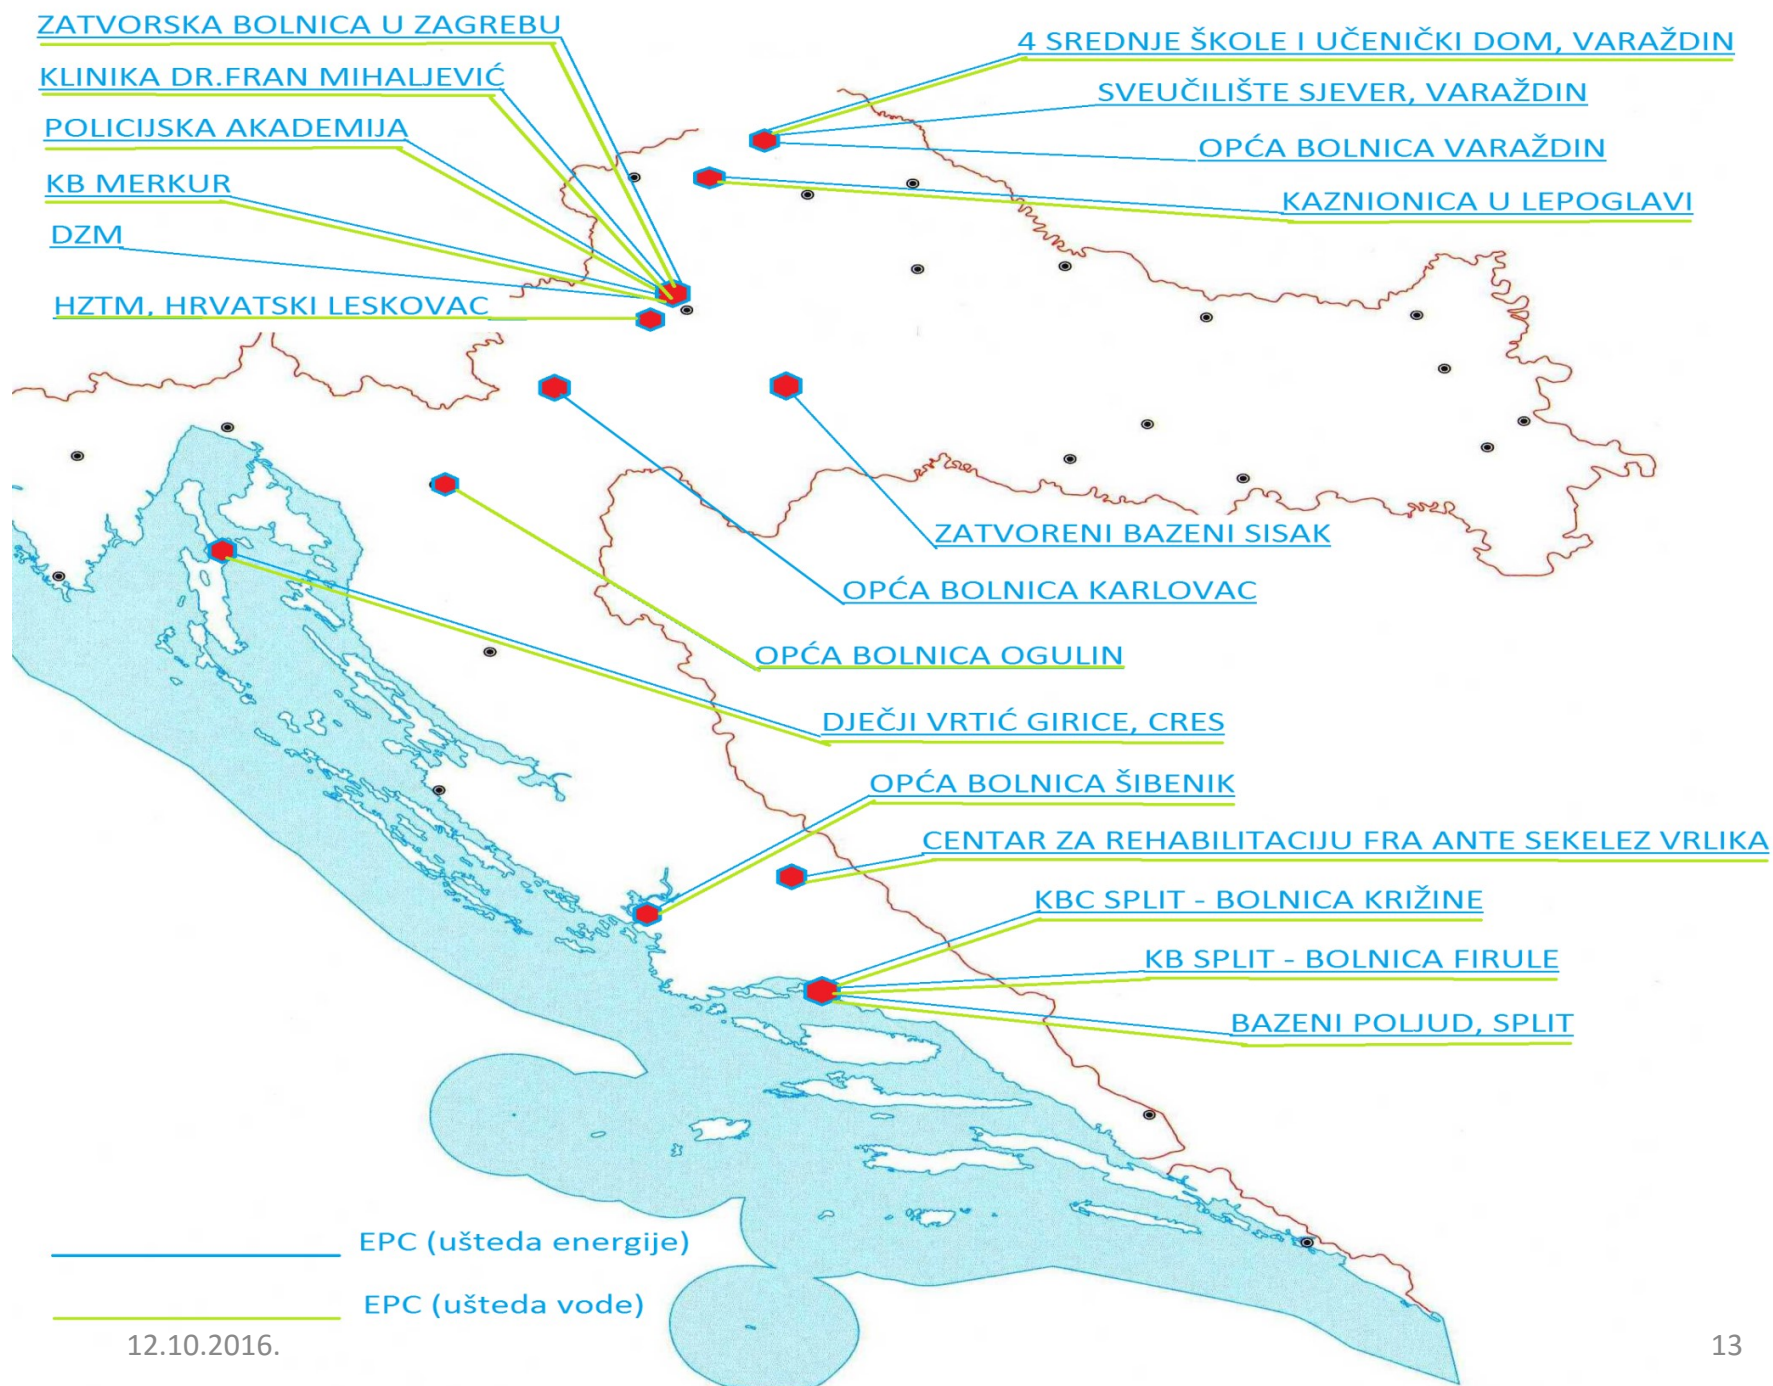 ZATVORSKA BOLNICA U ZAGREBU
KLINIKA DR.FRAN MIHALJEVIĆ
POLICIJSKA AKADEMIJA
KB MERKUR
DZM
HZTM, HRVATSKI LESKOVAC
4 SREDNJE ŠKOLE I UČENIČKI DOM, VARAŽDIN
SVEUČILIŠTE SJEVER, VARAŽDIN
OPĆA BOLNICA VARAŽDIN
KAZNIONICA U LEPOGLAVI
ZATVORENI BAZENI SISAK
OPĆA BOLNICA KARLOVAC
OPĆA BOLNICA OGULIN
DJEČJI VRTIĆ GIRICE, CRES
OPĆA BOLNICA ŠIBENIK
CENTAR ZA REHABILITACIJU FRA ANTE SEKELEZ VRLIKA
KBC SPLIT - BOLNICA KRIŽINE
KB SPLIT - BOLNICA FIRULE
BAZENI POLJUD, SPLIT
EPC (ušteda energije)
EPC (ušteda vode)
12.10.2016.
13